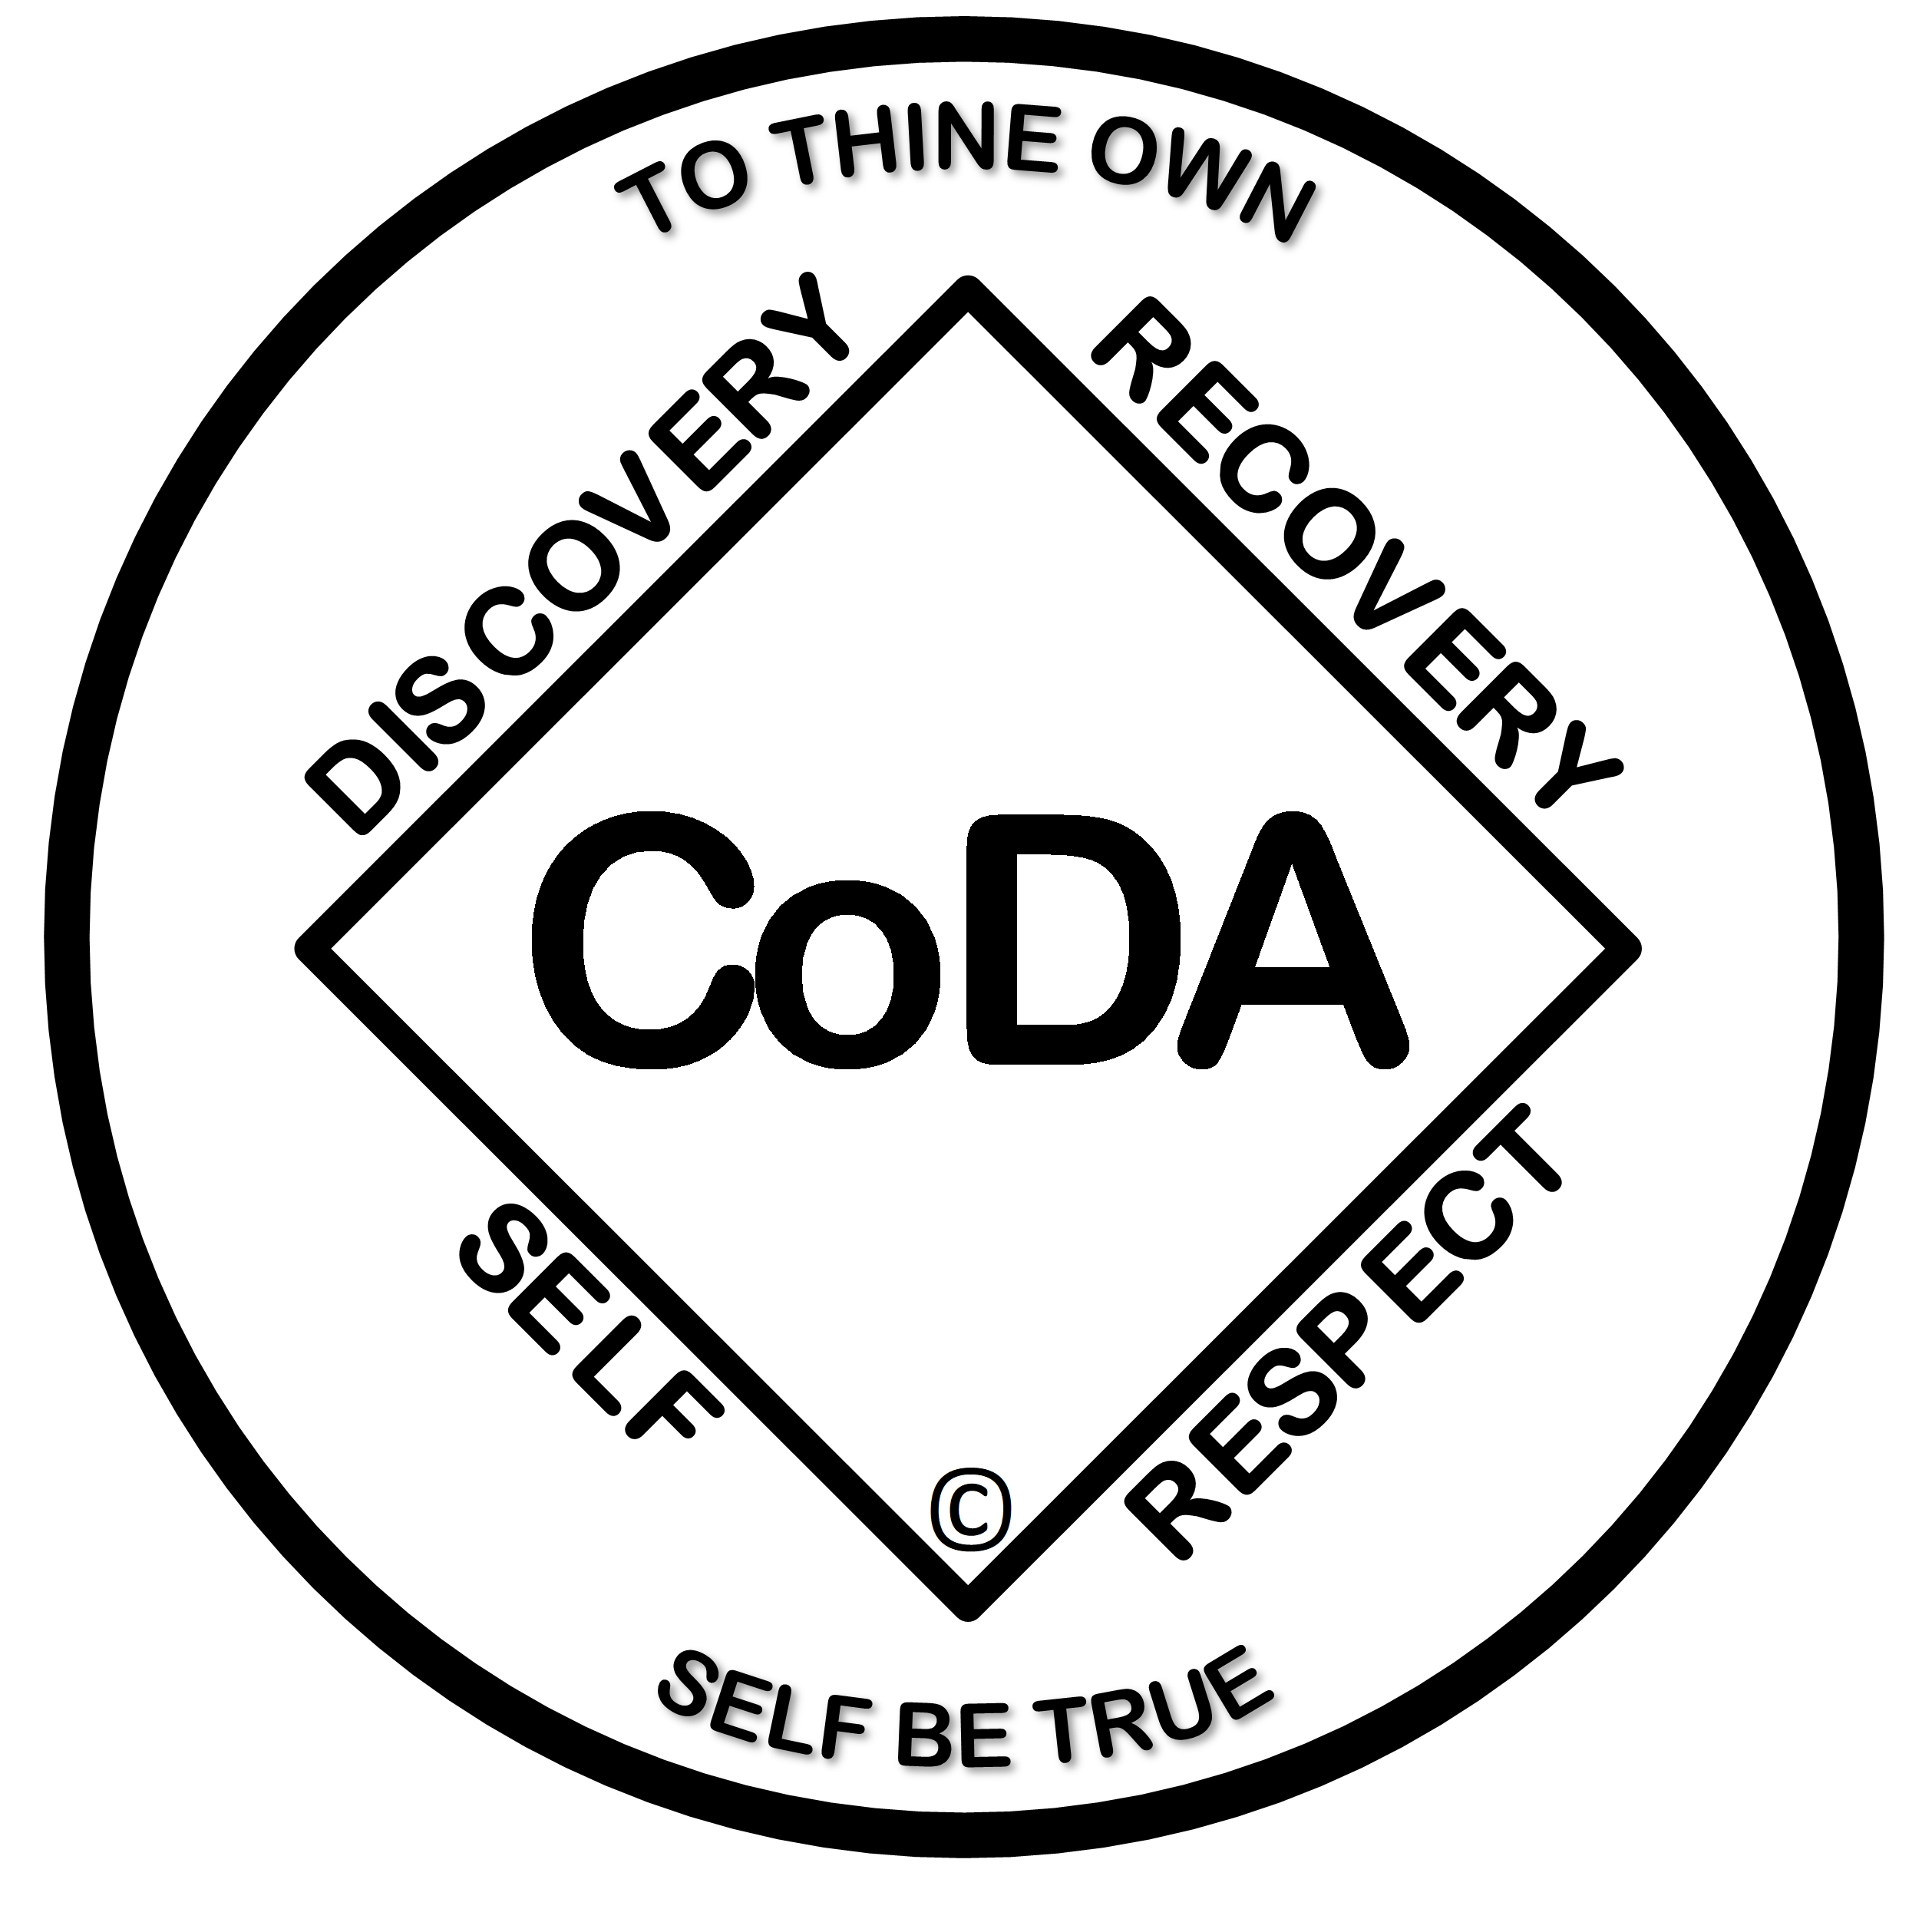 TO THINE OWN
DISCOVERY
RECOVERY
CoDA
SELF
RESPECT
©
SELF BE TRUE